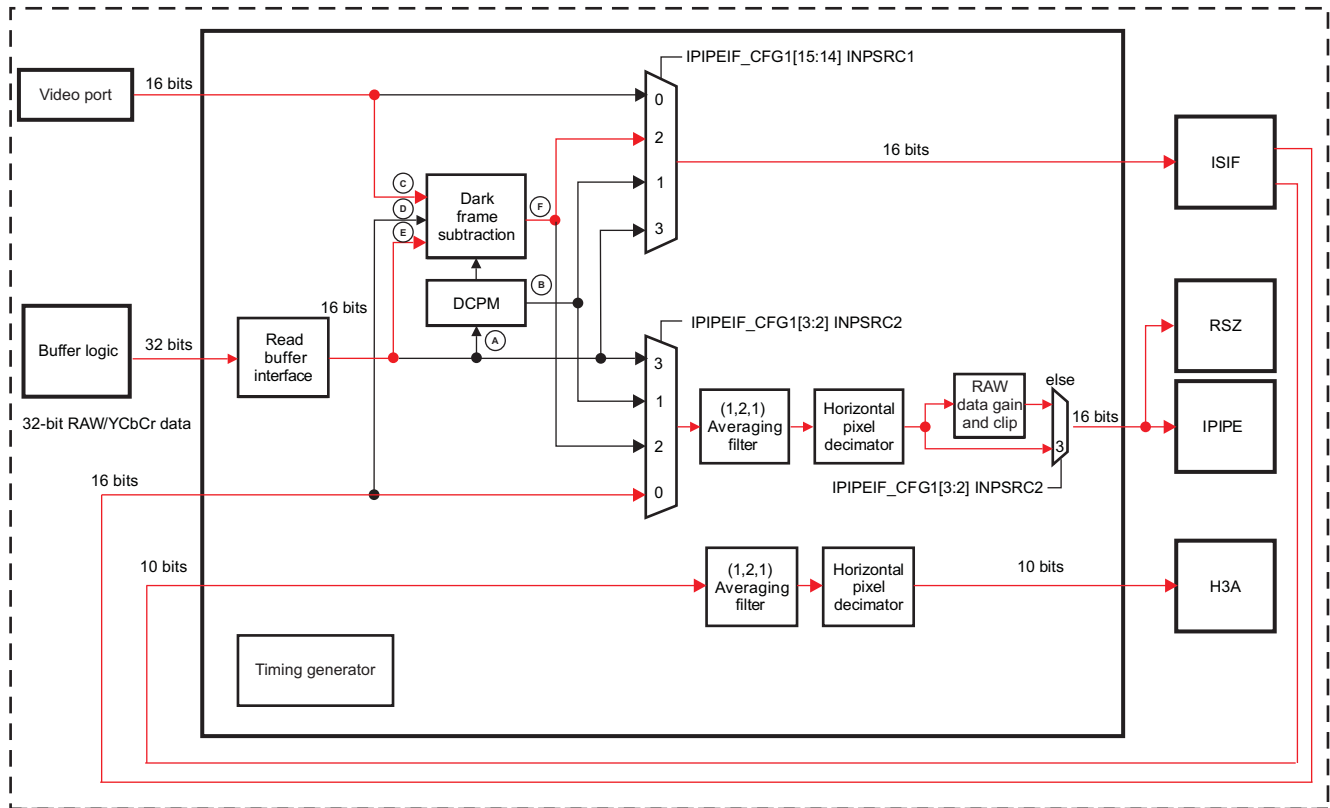 IPIPEIF_CFG1[15:14] INPSRC1
Video port
16 bits
0
2
1
3
16 bits
ISIF
C
D
E
Dark
frame
subtraction
F
DCPM
B
A
16 bits
Buffer logic
32 bits
Read
buffer
interface
32-bit RAW/YCbCr data
IPIPEIF_CFG1[3:2] INPSRC2
3
1
2
0
(1,2,1)
Averaging
filter
Horizontal
pixel
decimator
RAW
data gain
and clip
else
3
16 bits
IPIPEIF_CFG1[3:2] INPSRC2
RSZ
IPIPE
16 bits
10 bits
(1,2,1)
Averaging
filter
Horizontal
pixel
decimator
10 bits
H3A
Timing generator